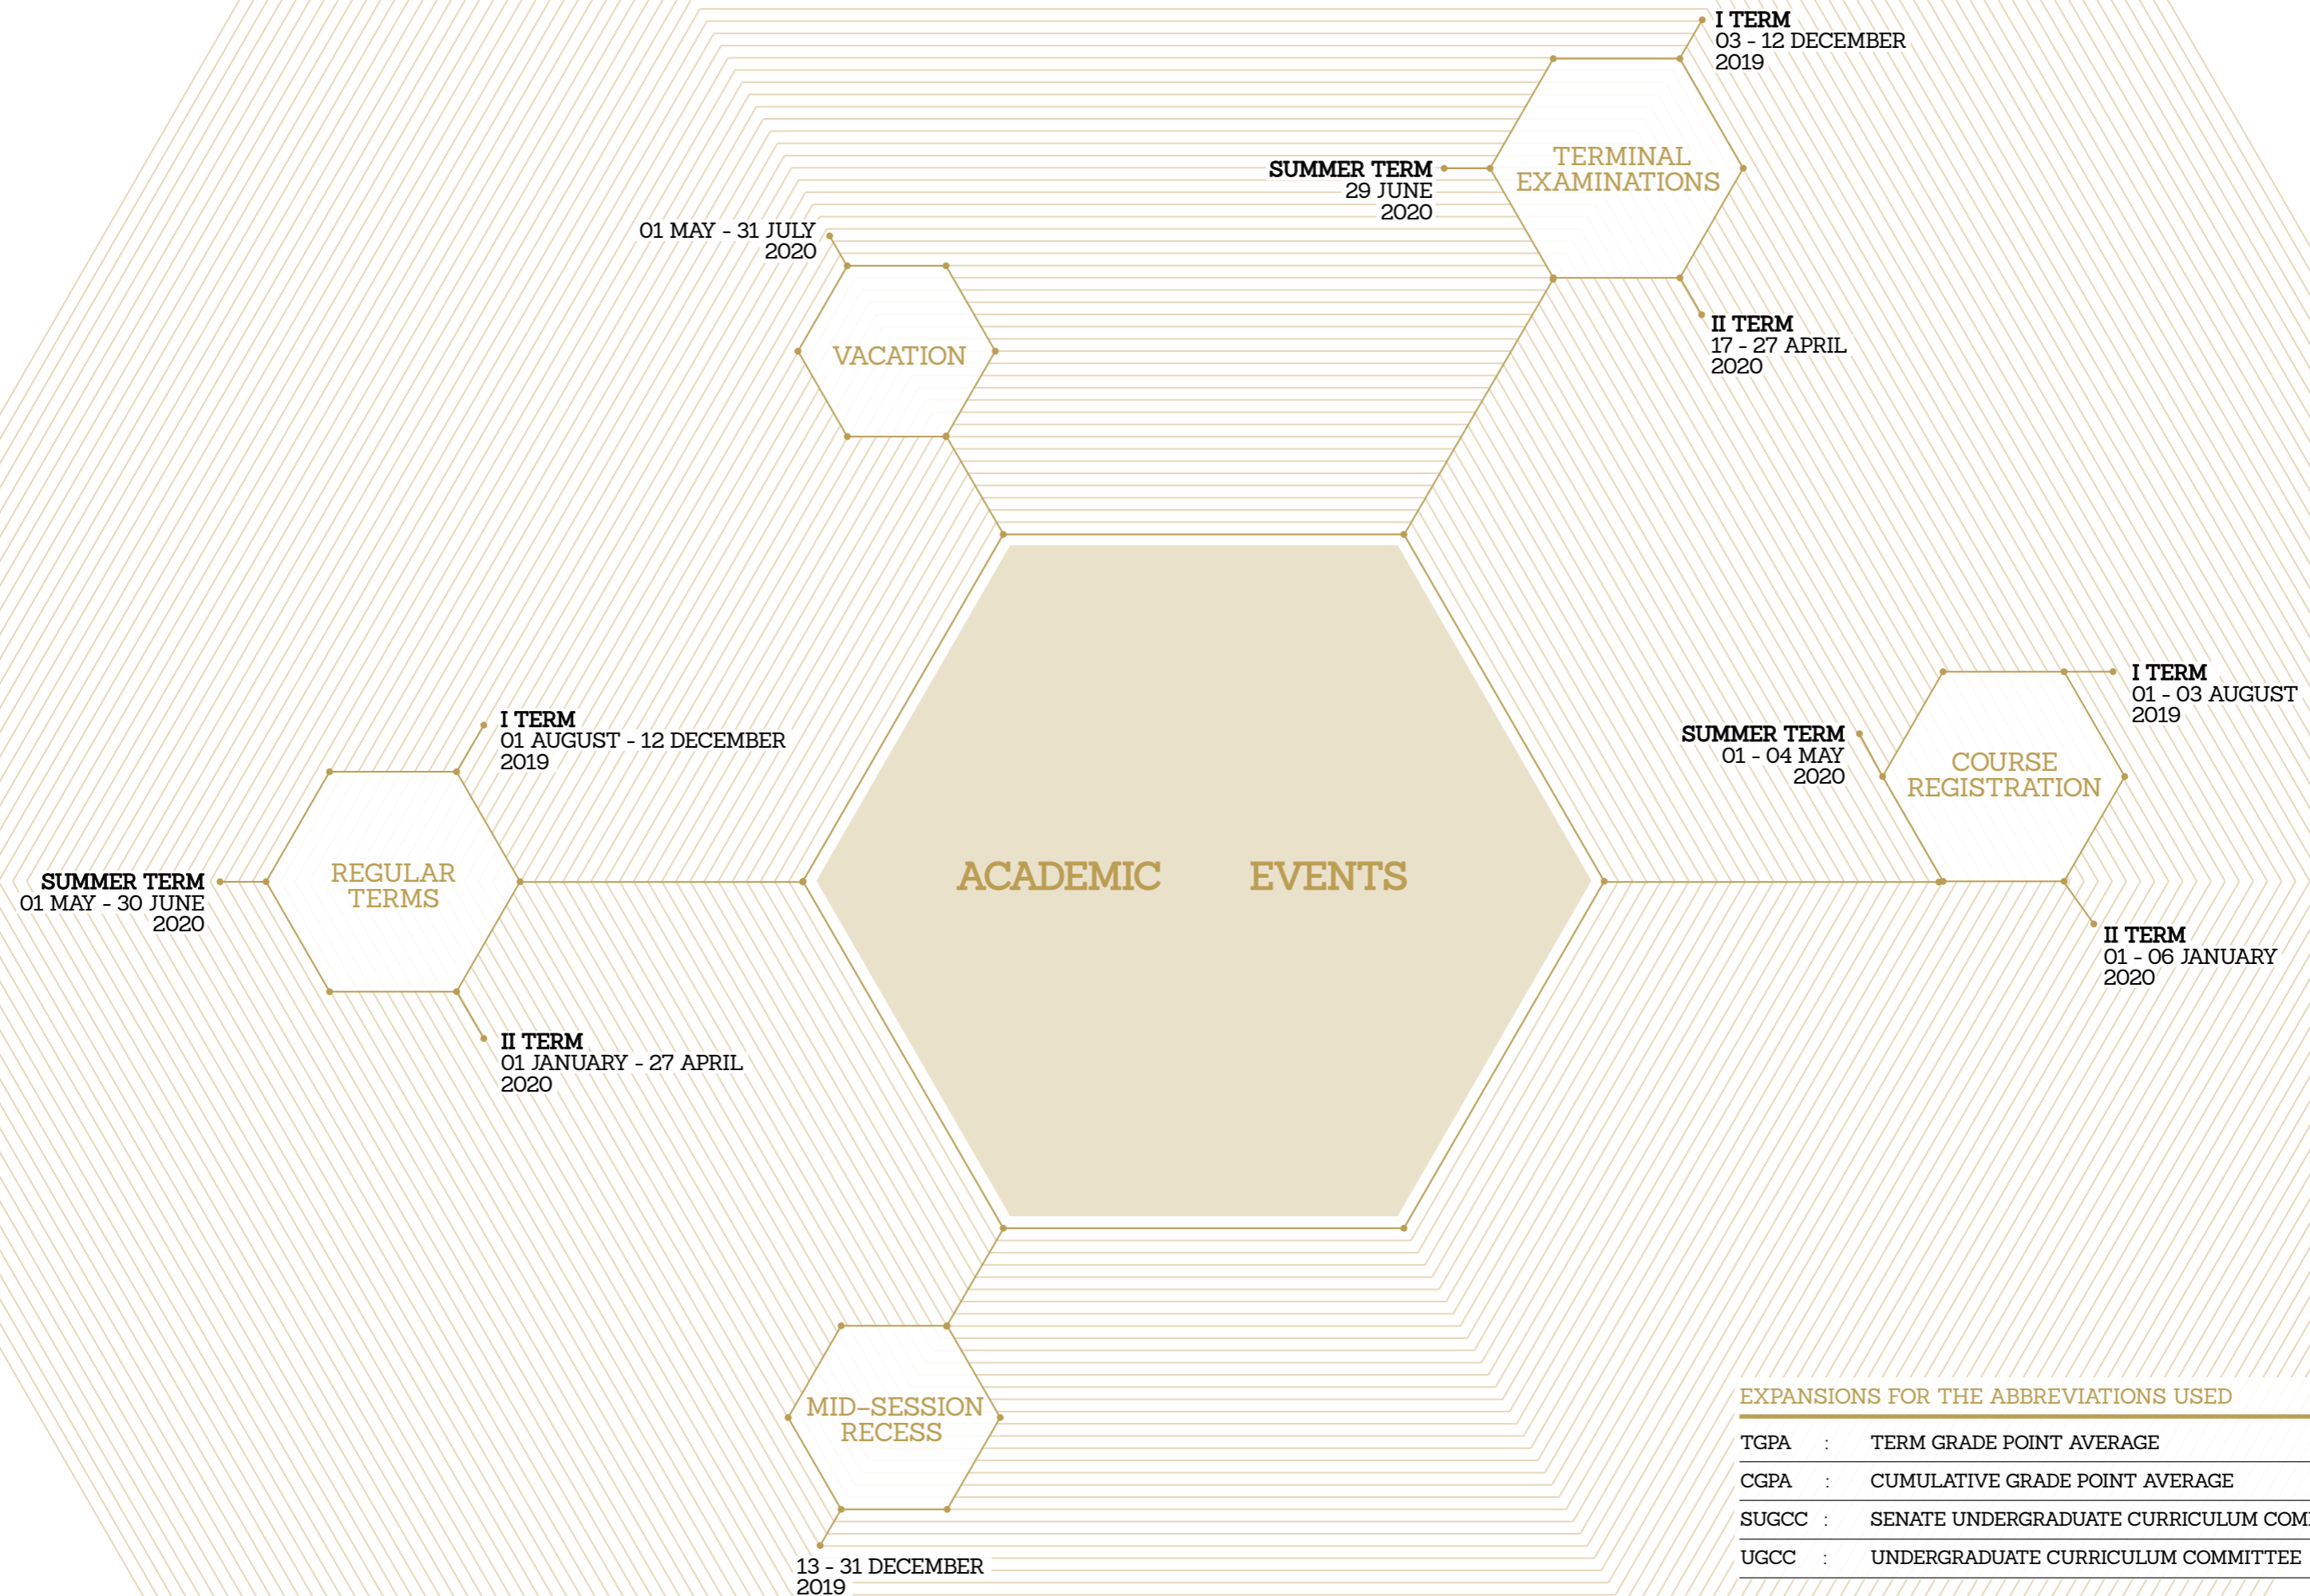 I TERM
03 - 12 DECEMBER
2019
TERMINAL
EXAMINATIONS
SUMMER TERM
29 JUNE
2020
II TERM
17 - 27 APRIL
2020
01 MAY - 31 JULY
2020
VACATION
I TERM
01 - 03 AUGUST
2019
SUMMER TERM
01 - 04 MAY
2020
COURSE
REGISTRATION
II TERM
01 - 06 JANUARY
2020
I TERM
01 AUGUST - 12 DECEMBER
2019
REGULAR
TERMS
SUMMER TERM
01 MAY - 30 JUNE
2020
II TERM
01 JANUARY - 27 APRIL
2020
ACADEMIC EVENTS
MID–SESSION
RECESS
13 - 31 DECEMBER
2019
EXPANSIONS FOR THE ABBREVIATIONS USED
TGPA : TERM GRADE POINT AVERAGE
CGPA : CUMULATIVE GRADE POINT AVERAGE
SUGCC : SENATE UNDERGRADUATE CURRICULUM
UGCC : UNDERGRADUATE CURRICULUM COMMITTEE